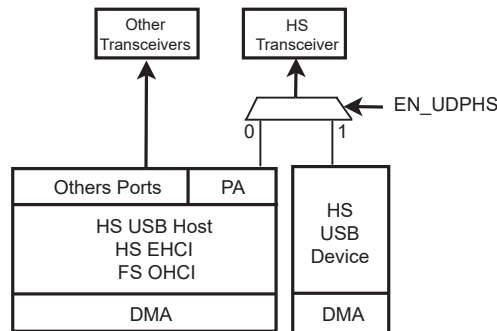 Other
Transceivers
HS
Transceiver
EN_UDPHS
0
1
Others Ports
PA
HS USB Host
HS EHCI
FS OHCI
DMA
HS
USB
Device
DMA